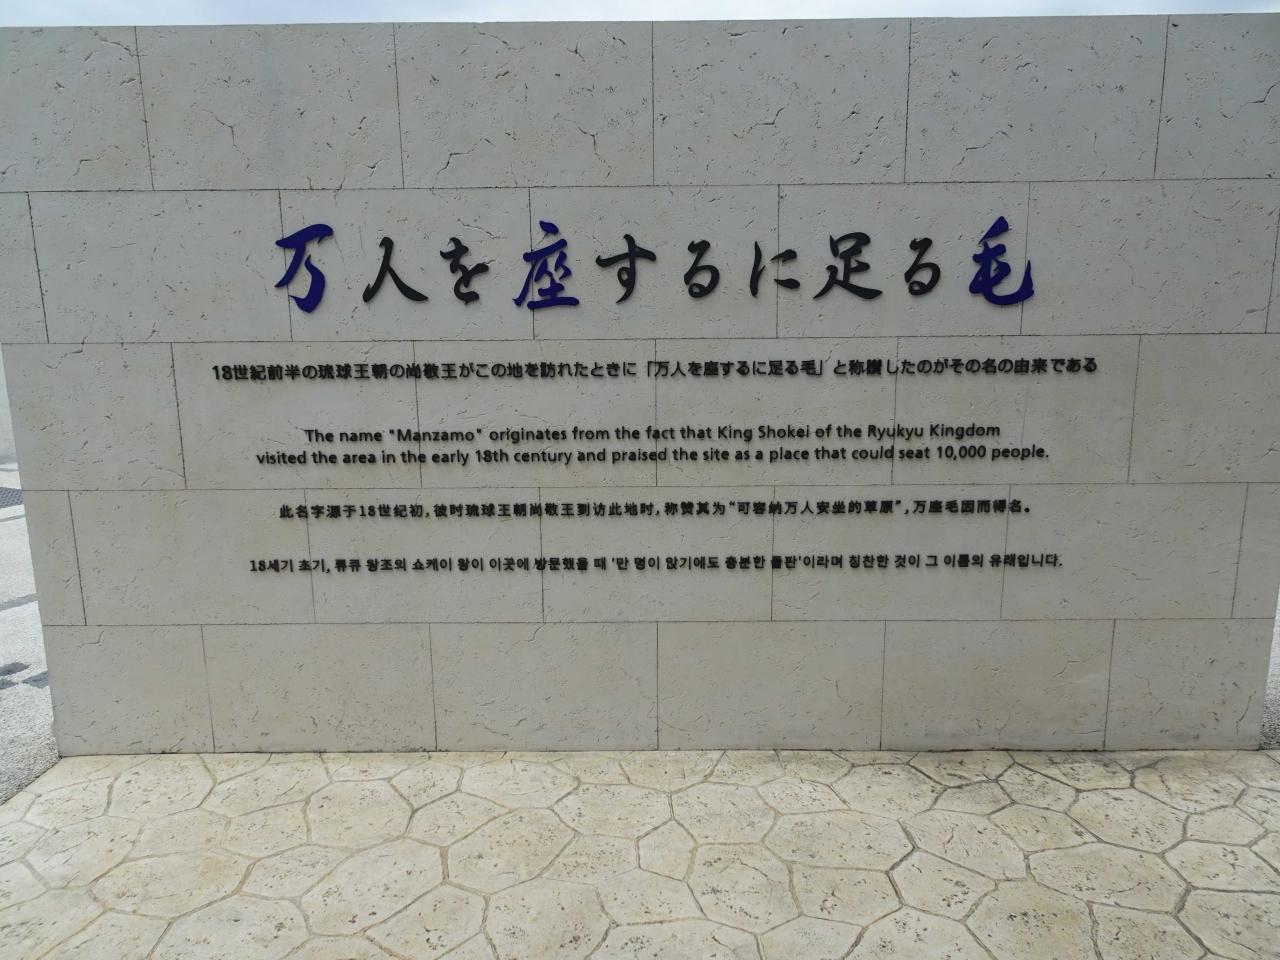 万人を座するに足る毛
18世紀前半の琉球王朝の尚敬王がこの地を訪れたときに「万人を座するに足る毛」と称讃したのがその名の由来である
The name "Manzamo" originates from the fact that King Shokei of the Ryukyu Kingdom
visited the area in the early 18th century and praised the site as a place that could seat 10,000 people.
此名字源于18世纪初,彼时琉球王朝尚敬王到访此地时,称赞其为“可容纳万人安坐的草原”,万座毛因而得名。
18세기 초기, 류큐 왕조의 쇼케이 왕이 이곳에 방문했을 때 '만 명이 앉기에도 충분한 들판'이라며 칭찬한 것이 그 이름의 유래입니다.